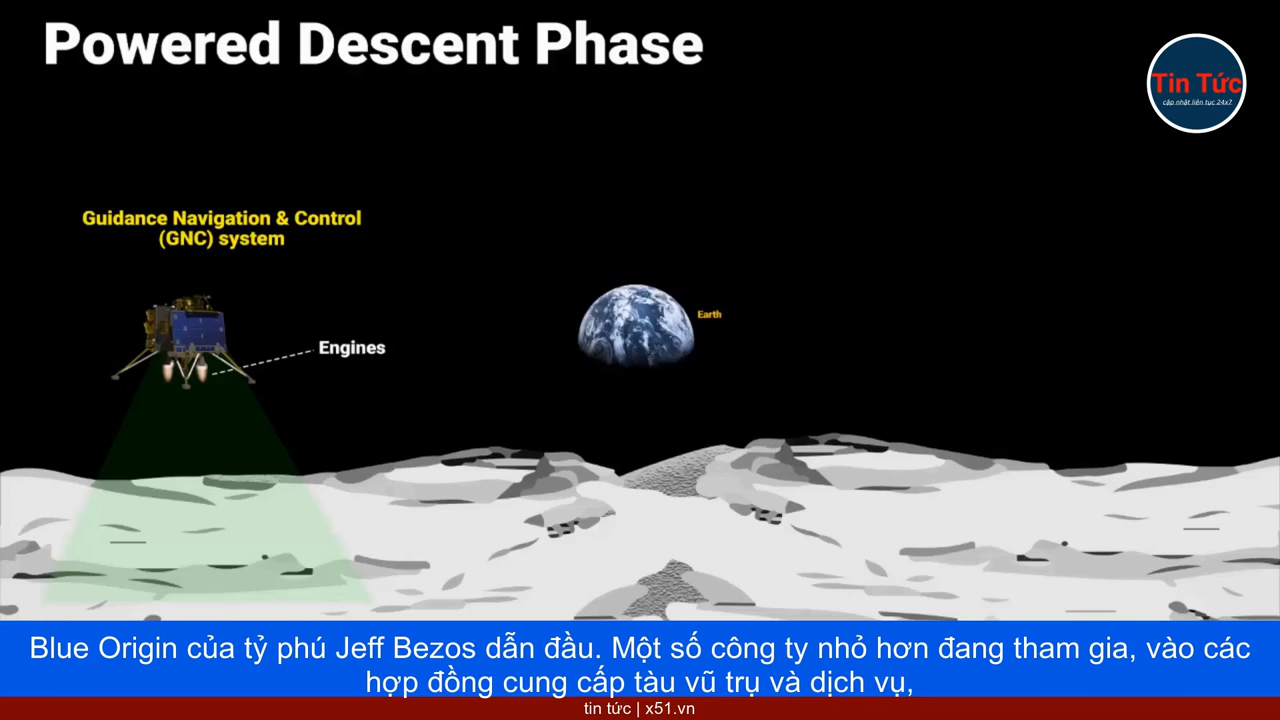 Powered Descent Phase
Tin Tức
cập.nhật.liên.tục.24x7
Guidance Navigation & Control
(GNC) system
Earth
Engines
Blue Origin của tỷ phú Jeff Bezos dẫn đầu. Một số công ty nhỏ hơn đang tham gia, vào các
hợp đồng cung cấp tàu vũ trụ và dịch vụ,
tin tức | x51.vn